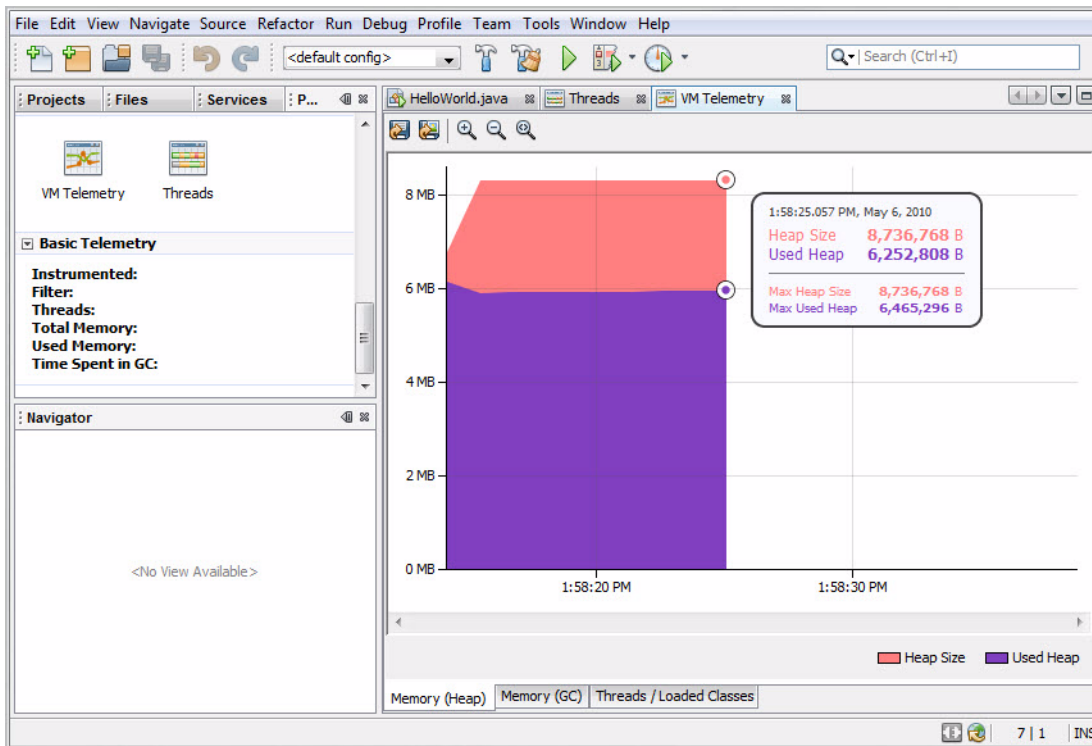 File Edit View Navigate Source Refactor Run Debug Profile Team Tools Window Help
<default config>
Search (Ctrl+I)
Projects Files Services P...
HelloWorld.java Threads VM Telemetry
VM Telemetry Threads
Basic Telemetry
Instrumented:
Filter:
Threads:
Total Memory:
Used Memory:
Time Spent in GC:
Navigator
<No View Available>
8 MB
6 MB
4 MB
2 MB
0 MB
1:58:20 PM 1:58:30 PM
1:58:25.057 PM, May 6, 2010
Heap Size 8,736,768 B
Used Heap 6,252,808 B
Max Heap Size 8,736,768 B
Max Used Heap 6,465,296 B
Heap Size Used Heap
Memory (Heap) Memory (GC) Threads / Loaded Classes
7 | 1 INS